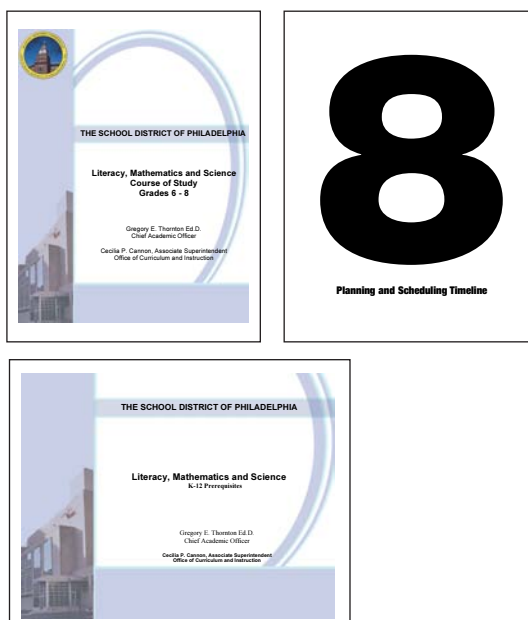 THE SCHOOL DISTRICT OF PHILADELPHIA
Literacy, Mathematics and Science
Course of Study
Grades 6 - 8
Gregory E. Thornton Ed.D.
Chief Academic Officer
Cecilia P. Cannon, Associate Superintendent
Office of Curriculum and Instruction
8
Planning and Scheduling Timeline
THE SCHOOL DISTRICT OF PHILADELPHIA
Literacy, Mathematics and Science
K-12 Prerequisites
Gregory E. Thornton Ed.D.
Chief Academic Officer
Cecilia P. Cannon, Associate Superintendent
Office of Curriculum and Instruction